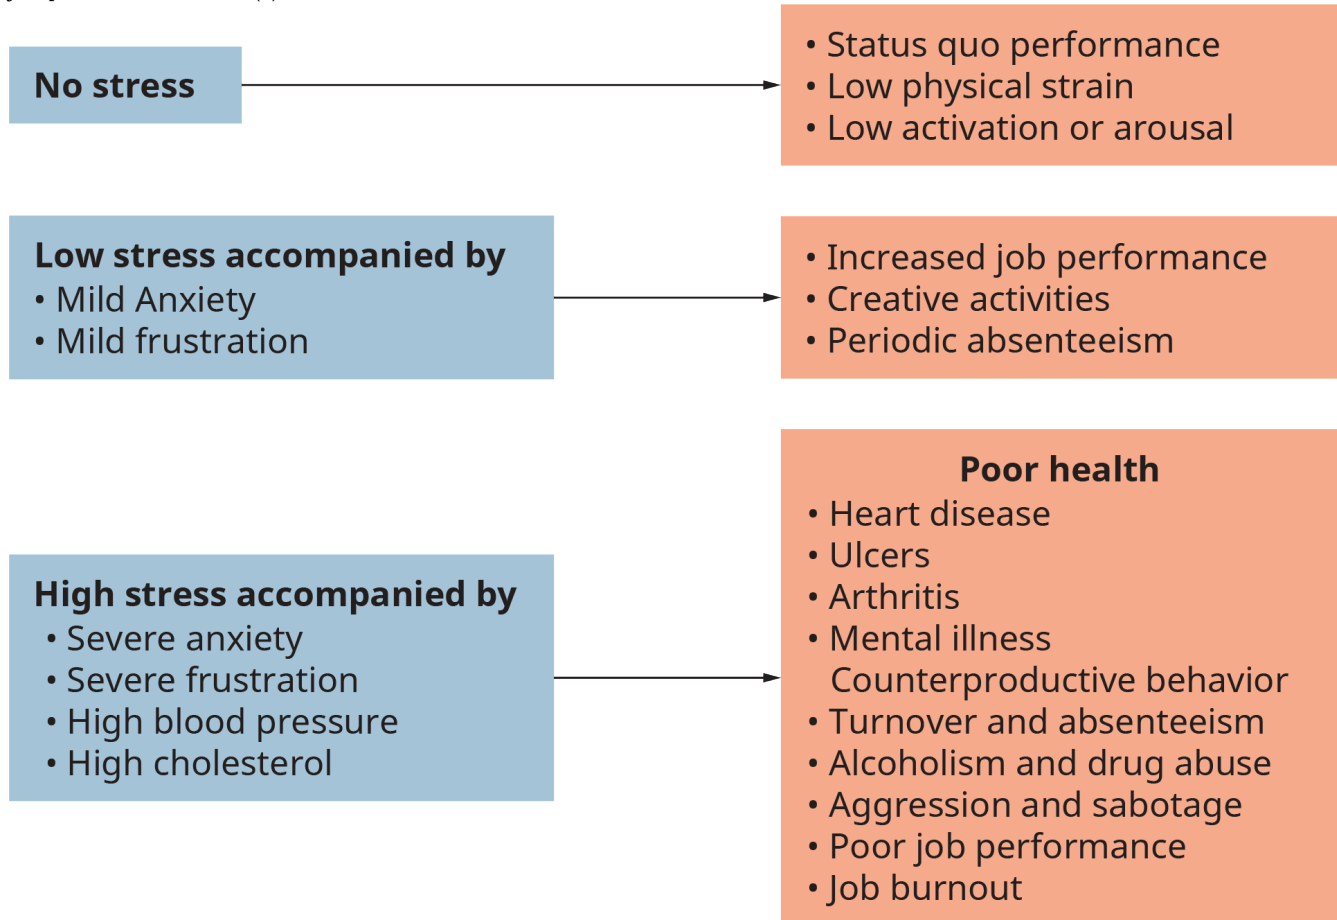 No stress
• Status quo performance
• Low physical strain
• Low activation or arousal
Low stress accompanied by
• Mild Anxiety
• Mild frustration
• Increased job performance
• Creative activities
• Periodic absenteeism
High stress accompanied by
• Severe anxiety
• Severe frustration
• High blood pressure
• High cholesterol
Poor health
• Heart disease
• Ulcers
• Arthritis
• Mental illness
Counterproductive behavior
• Turnover and absenteeism
• Alcoholism and drug abuse
• Aggression and sabotage
• Poor job performance
• Job burnout